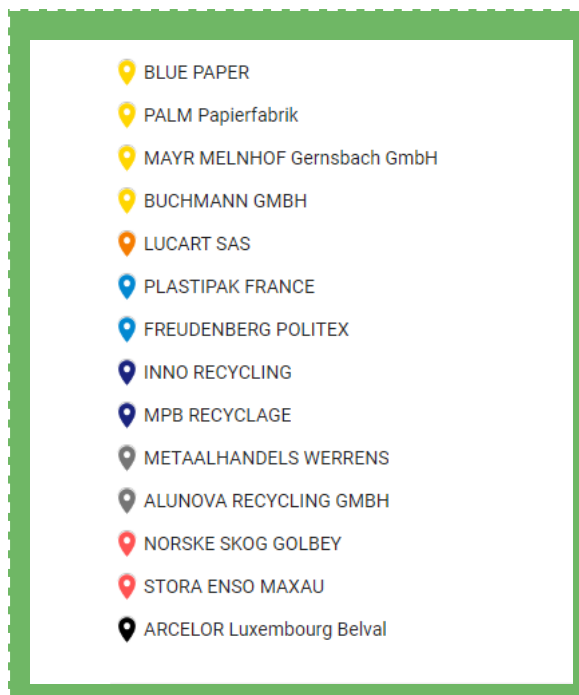 BLUE PAPER
PALM Papierfabrik
MAYR MELNHOF Gernsbach GmbH
BUCHMANN GMBH
LUCART SAS
PLASTIPAK FRANCE
FREUDENBERG POLITEX
INNO RECYCLING
MPB RECYCLAGE
METAALHANDELS WERRENS
ALUNOVA RECYCLING GMBH
NORSKE SKOG GOLBEY
STORA ENSO MAXAU
ARCELOR Luxembourg Belval